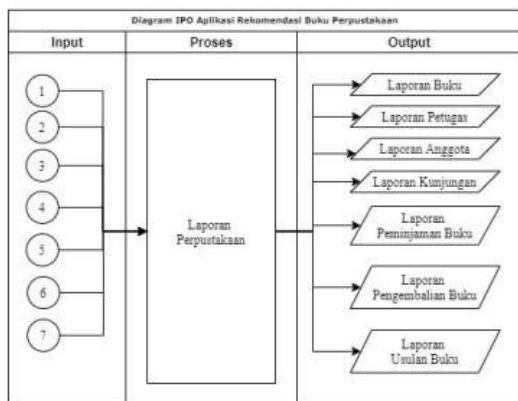 Diagram IPO Aplikasi Rekomendasi Buku Perpustakaan
Input
Proses
Output
1
2
3
4
5
6
7
Laporan
Perpustakaan
Laporan Buku
Laporan Petugas
Laporan Anggota
Laporan Kunjungan
Laporan
Peminjaman Buku
Laporan
Pengembalian Buku
Laporan
Usulan Buku